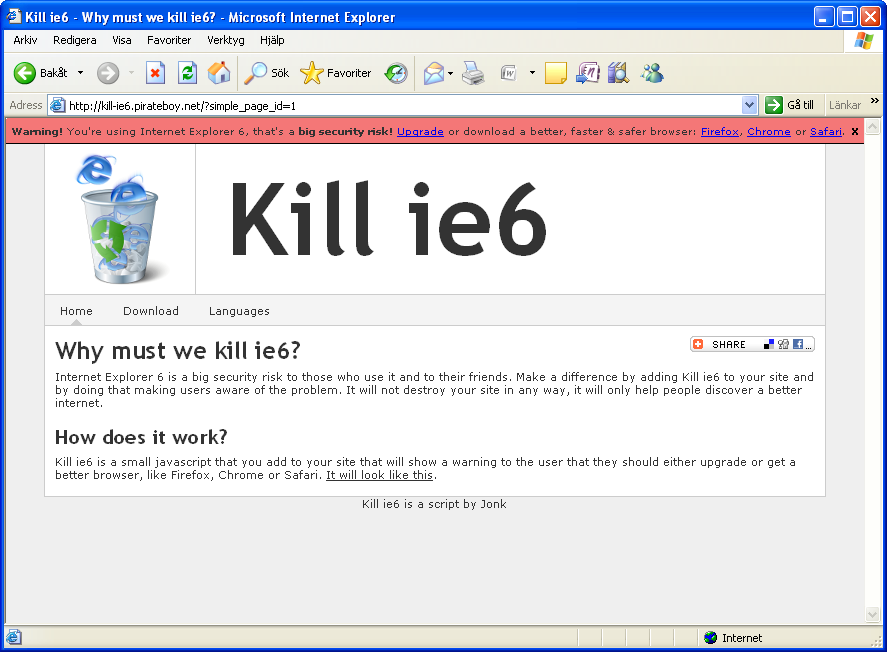 Kill ie6 - Why must we kill ie6? - Microsoft Internet Explorer
Arkiv Redigera Visa Favoriter Verktyg Hjälp
Bakåt Sök Favoriter
Adress http://kill-ie6.pirateboy.net/?simple_page_id=1 Gå till Länkar »
Warning! You're using Internet Explorer 6, that's a big security risk! Upgrade or download a better, faster & safer browser: Firefox, Chrome or Safari. x
Kill ie6
Home Download Languages
Why must we kill ie6?
SHARE ...
Internet Explorer 6 is a big security risk to those who use it and to their friends. Make a difference by adding Kill ie6 to your site and
by doing that making users aware of the problem. It will not destroy your site in any way, it will only help people discover a better
internet.
How does it work?
Kill ie6 is a small javascript that you add to your site that will show a warning to the user that they should either upgrade or get a
better browser, like Firefox, Chrome or Safari. It will look like this.
Kill ie6 is a script by Jonk
Internet